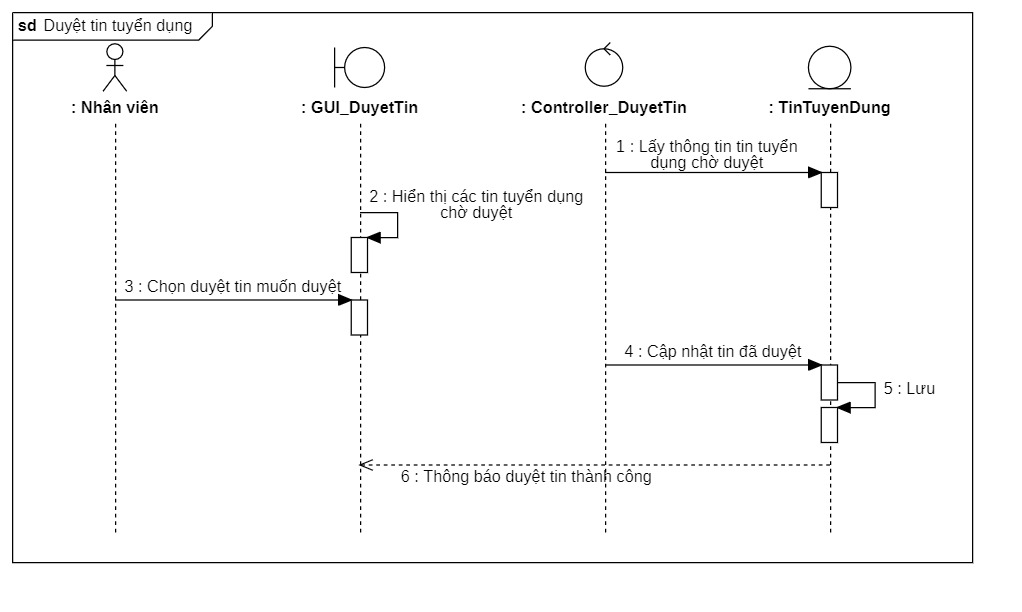 sd Duyệt tin tuyển dụng
: Nhân viên
: GUI_DuyetTin
: Controller_DuyetTin
: TinTuyenDung
1 : Lấy thông tin tin tuyển
dụng chờ duyệt
2 : Hiển thị các tin tuyển dụng
chờ duyệt
3 : Chọn duyệt tin muốn duyệt
4 : Cập nhật tin đã duyệt
5 : Lưu
6 : Thông báo duyệt tin thành công